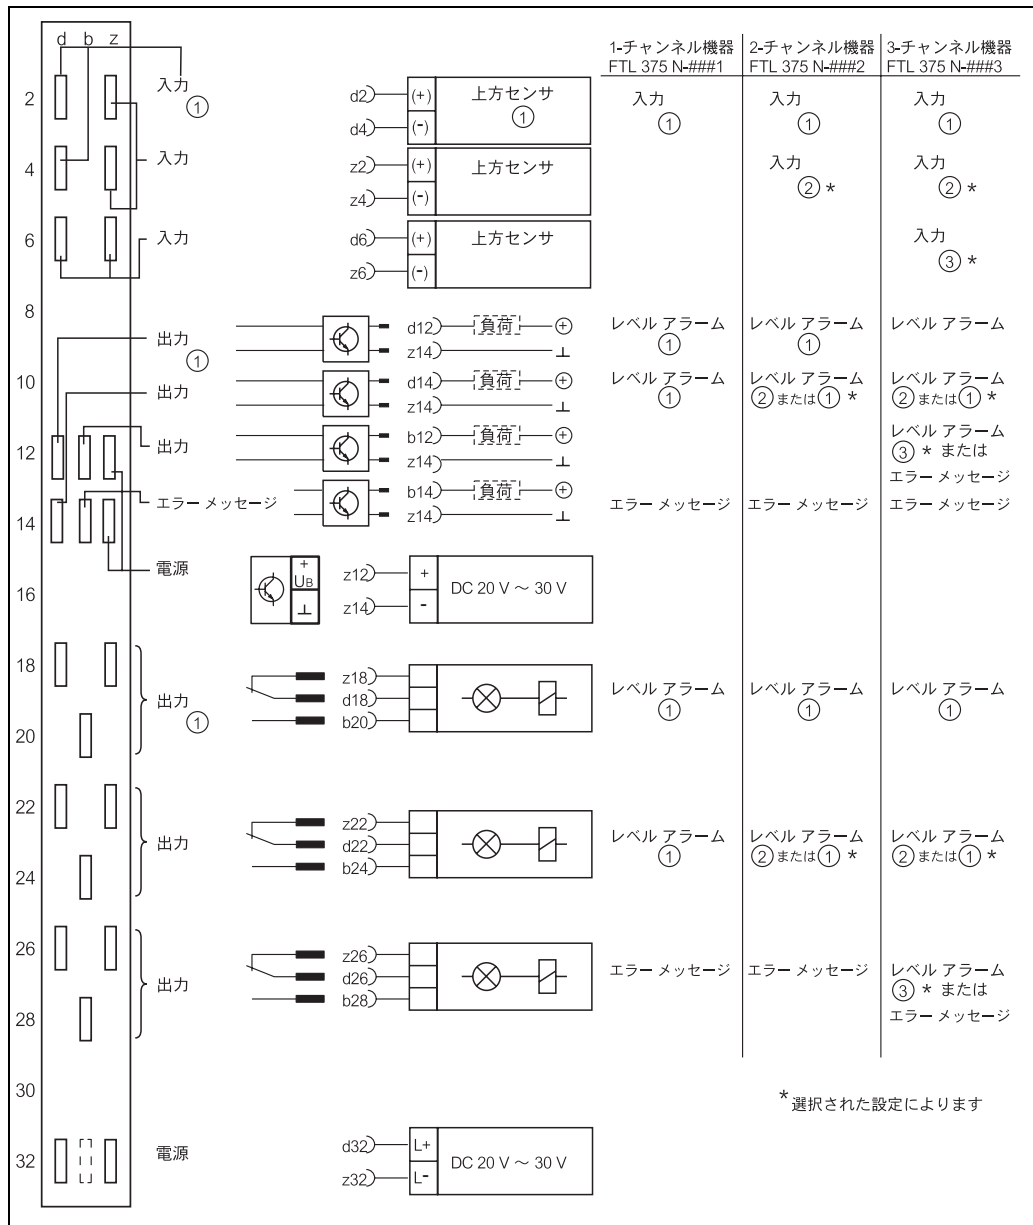 d b z
1-チャンネル機器 2-チャンネル機器 3-チャンネル機器
FTL 375 N-###1 FTL 375 N-###2 FTL 375 N-###3
2 入力 d2 (+) 上方センサ 入力 入力 入力
① d4 (-) ① ① ① ①
4 入力 z2 (+) 上方センサ 入力 入力
z4 (-) ② * ② *
6 入力 d6 (+) 上方センサ 入力
z6 (-) ③ *
8
出力 d12 負荷 + レベル アラーム レベル アラーム レベル アラーム
① z14 ⊥ ① ①
10 出力 d14 負荷 + レベル アラーム レベル アラーム レベル アラーム
z14 ⊥ ① ② または ① * ② または ① *
12 出力 b12 負荷 + レベル アラーム
z14 ⊥ ③ * または
エラー メッセージ
エラー メッセージ b14 負荷 + エラー メッセージ エラー メッセージ エラー メッセージ
14 z14 ⊥
電源 + UB z12 + DC 20 V ～ 30 V
16 ⊥ z14 -
18 z18
出力 d18 レベル アラーム レベル アラーム レベル アラーム
20 ① b20 ① ① ①
22 z22
出力 d22 レベル アラーム レベル アラーム レベル アラーム
24 b24 ① ② または ① * ② または ① *
26 z26
出力 d26 エラー メッセージ エラー メッセージ レベル アラーム
28 b28 ③ * または
エラー メッセージ
30
* 選択された設定によります
32 電源 d32 L+ DC 20 V ～ 30 V
z32 L-